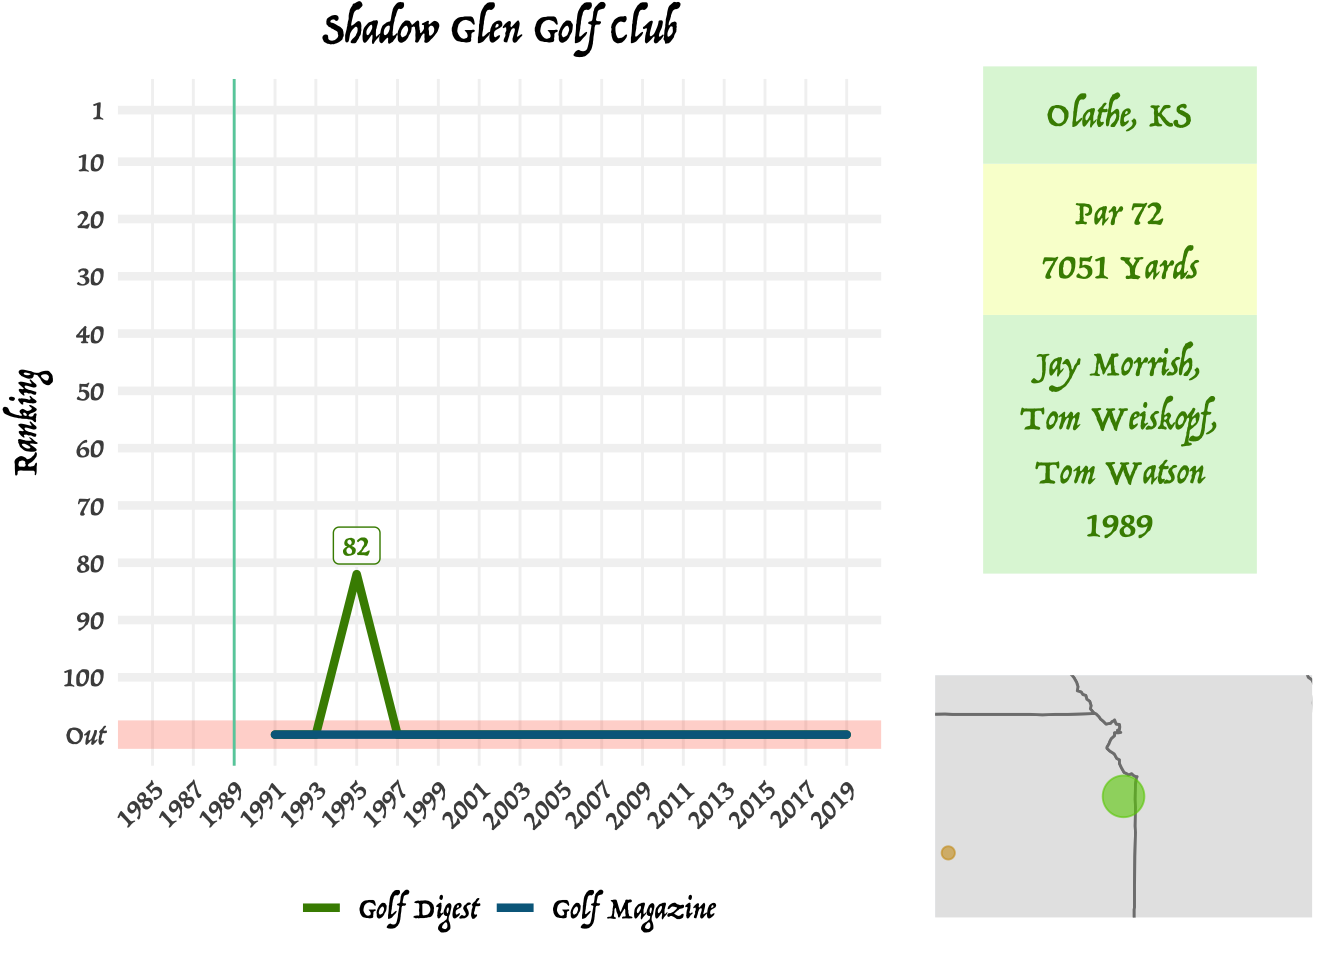 Shadow Glen Golf Club
Ranking
1
10
20
30
40
50
60
70
80
90
100
Out
82
1985
1987
1989
1991
1993
1995
1997
1999
2001
2003
2005
2007
2009
2011
2013
2015
2017
2019
Golf Digest
Golf Magazine
Olathe, KS
Par 72
7051 Yards
Jay Morrish,
Tom Weiskopf,
Tom Watson
1989